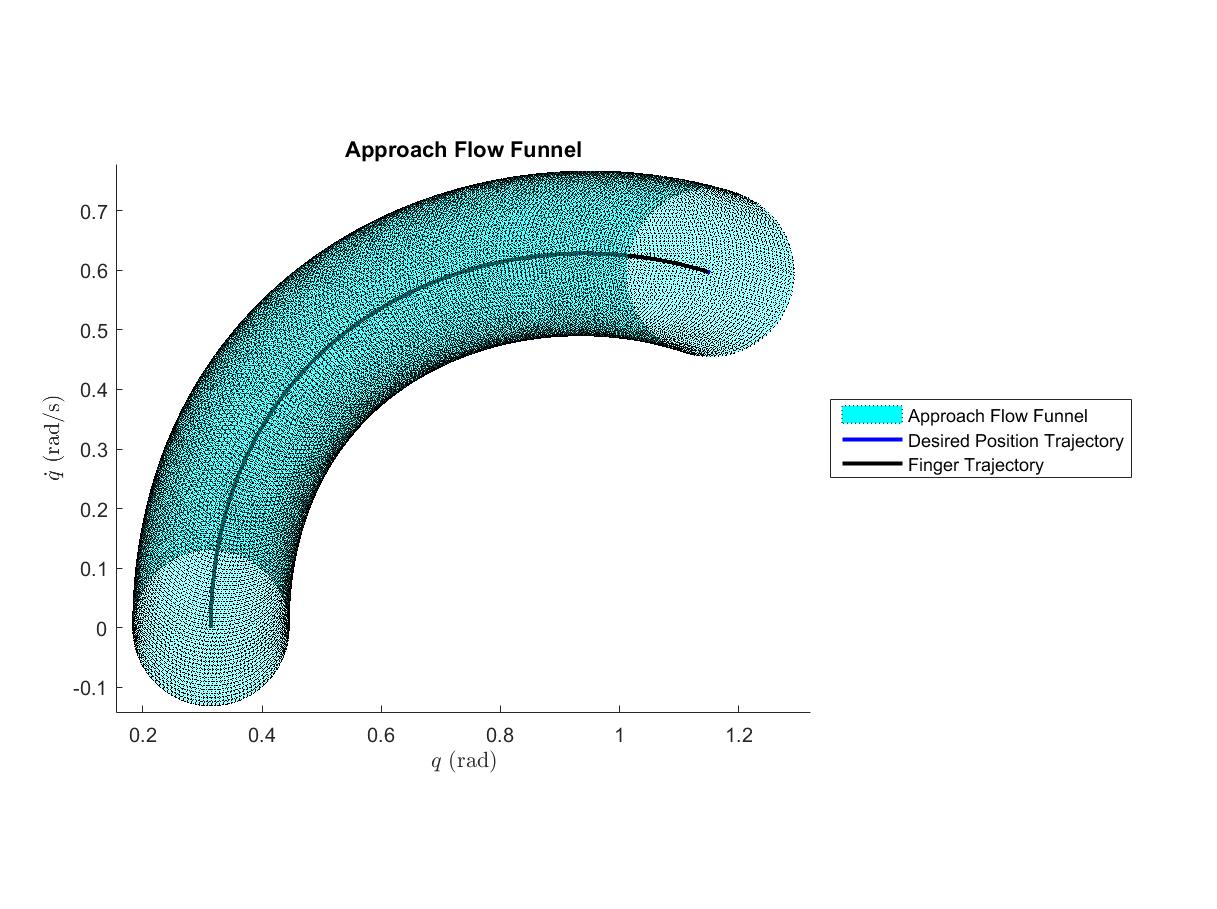 Approach Flow Funnel
0.7
0.6
0.5
0.4
0.3
0.2
0.1
0
-0.1
q̇ (rad/s)
0.2 0.4 0.6 0.8 1 1.2
q (rad)
Approach Flow Funnel
Desired Position Trajectory
Finger Trajectory